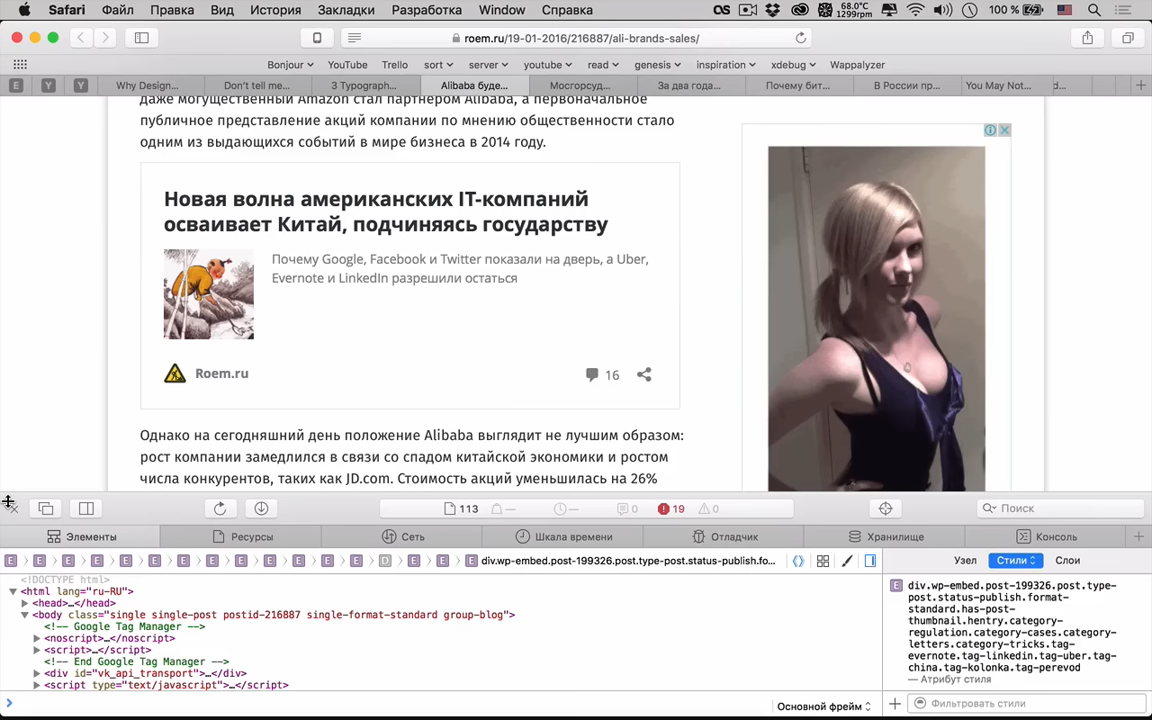 Safari Файл Правка Вид История Закладки Разработка Window Справка 68.0°C 1299rpm 100 %
roem.ru/19-01-2016/216887/ali-brands-sales/
Bonjour YouTube Trello sort server youtube read genesis inspiration xdebug Wappalyzer
E Y Y Why Design... Don't tell me... 3 Typograph... Alibaba буде... Мосгорсуд... За два года... Почему бит... В России пр... You May Not... d...
даже могущественный Amazon стал партнером Alibaba, а первоначальное
публичное представление акций компании по мнению общественности стало
одним из выдающихся событий в мире бизнеса в 2014 году.
Новая волна американских IT-компаний
осваивает Китай, подчиняясь государству
Почему Google, Facebook и Twitter показали на дверь, а Uber,
Evernote и LinkedIn разрешили остаться
Roem.ru 16
Однако на сегодняшний день положение Alibaba выглядит не лучшим образом:
рост компании замедлился в связи со спадом китайской экономики и ростом
числа конкурентов, таких как JD.com. Стоимость акций уменьшилась на 26%
113 — — 0 19 0 Поиск
Элементы Ресурсы Сеть Шкала времени Отладчик Хранилище Консоль
E E E E E E E E E E E E E D E E E div.wp-embed.post-199326.post.type-post.status-publish.fo... Узел Стили Слои
<!DOCTYPE html>
<html lang="ru-RU">
<head>…</head>
<body class="single single-post postid-216887 single-format-standard group-blog">
<!-- Google Tag Manager -->
<noscript>…</noscript>
<script>…</script>
<!-- End Google Tag Manager -->
<div id="vk_api_transport">…</div>
<script type="text/javascript">…</script>
E div.wp-embed.post-199326.post.type-
post.status-publish.format-
standard.has-post-
thumbnail.hentry.category-
regulation.category-cases.category-
letters.category-tricks.tag-
evernote.tag-linkedin.tag-uber.tag-
china.tag-kolonka.tag-perevod
— Атрибут стиля
Основной фрейм Фильтровать стили